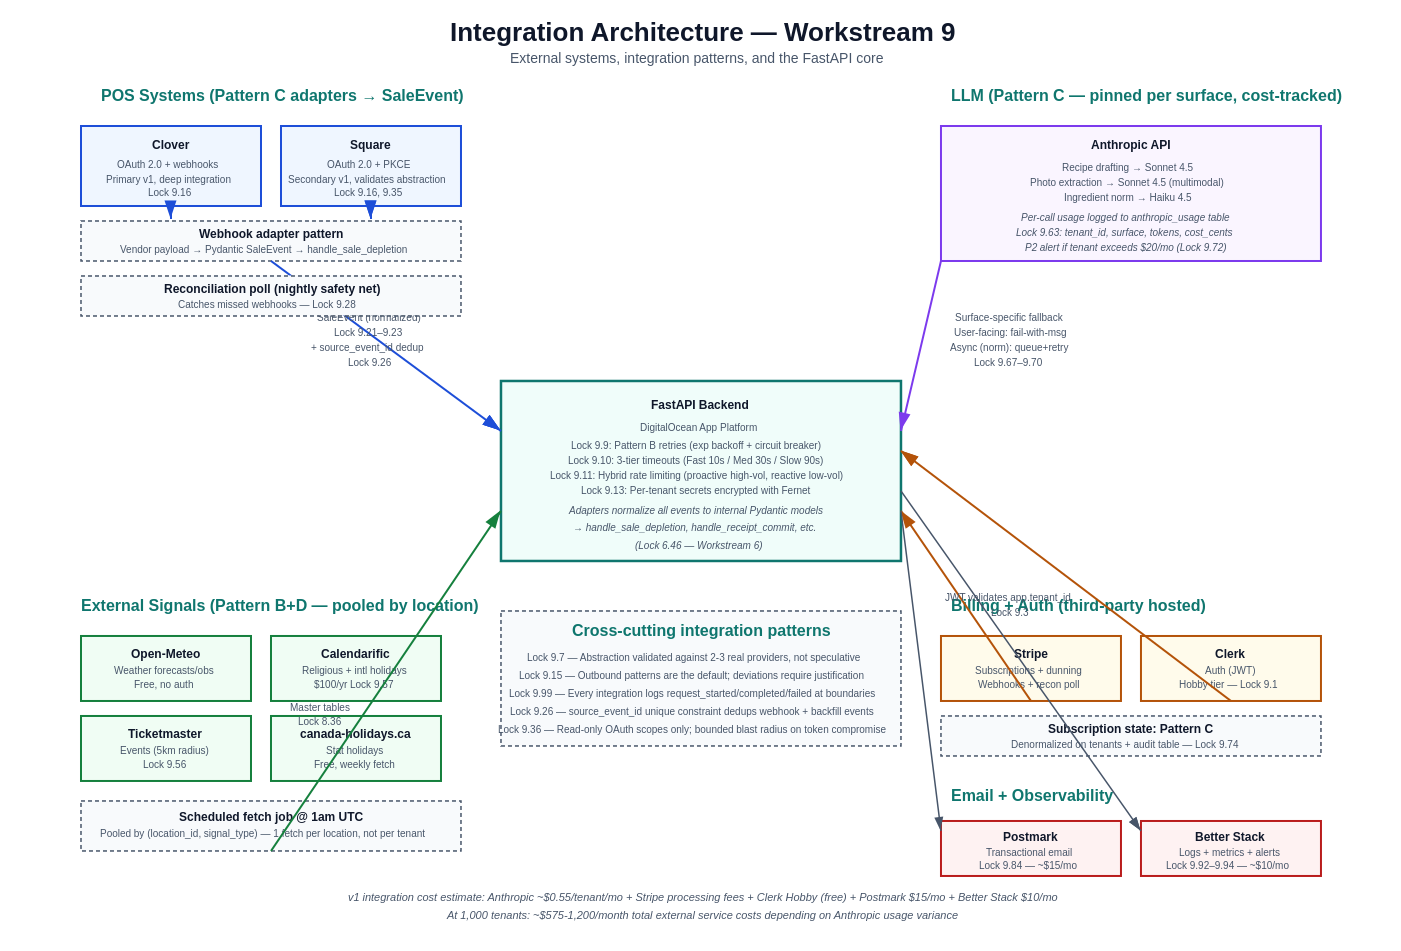 Integration Architecture — Workstream 9
External systems, integration patterns, and the FastAPI core
POS Systems (Pattern C adapters → SaleEvent)
Clover
OAuth 2.0 + webhooks
Primary v1, deep integration
Lock 9.16
Square
OAuth 2.0 + PKCE
Secondary v1, validates abstraction
Lock 9.16, 9.35
Webhook adapter pattern
Vendor payload → Pydantic SaleEvent → handle_sale_depletion
Reconciliation poll (nightly safety net)
Catches missed webhooks — Lock 9.28
SaleEvent (normalized)
Lock 9.21–9.23
+ source_event_id dedup
Lock 9.26
LLM (Pattern C — pinned per surface, cost-tracked)
Anthropic API
Recipe drafting → Sonnet 4.5
Photo extraction → Sonnet 4.5 (multimodal)
Ingredient norm → Haiku 4.5
Per-call usage logged to anthropic_usage table
Lock 9.63: tenant_id, surface, tokens, cost_cents
P2 alert if tenant exceeds $20/mo (Lock 9.72)
Surface-specific fallback
User-facing: fail-with-msg
Async (norm): queue+retry
Lock 9.67–9.70
FastAPI Backend
DigitalOcean App Platform
Lock 9.9: Pattern B retries (exp backoff + circuit breaker)
Lock 9.10: 3-tier timeouts (Fast 10s / Med 30s / Slow 90s)
Lock 9.11: Hybrid rate limiting (proactive high-vol, reactive low-vol)
Lock 9.13: Per-tenant secrets encrypted with Fernet
Adapters normalize all events to internal Pydantic models
→ handle_sale_depletion, handle_receipt_commit, etc.
(Lock 6.46 — Workstream 6)
External Signals (Pattern B+D — pooled by location)
Open-Meteo
Weather forecasts/obs
Free, no auth
Calendarific
Religious + intl holidays
$100/yr Lock 9.57
Master tables
Lock 8.36
Ticketmaster
Events (5km radius)
Lock 9.56
canada-holidays.ca
Stat holidays
Free, weekly fetch
Scheduled fetch job @ 1am UTC
Pooled by (location_id, signal_type) — 1 fetch per location, not per tenant
Cross-cutting integration patterns
Lock 9.7 — Abstraction validated against 2-3 real providers, not speculative
Lock 9.15 — Outbound patterns are the default; deviations require justification
Lock 9.99 — Every integration logs request_started/completed/failed at boundaries
Lock 9.26 — source_event_id unique constraint dedups webhook + backfill events
Lock 9.36 — Read-only OAuth scopes only; bounded blast radius on token compromise
JWT validates app.tenant_id
Lock 9.3
Billing + Auth (third-party hosted)
Stripe
Subscriptions + dunning
Webhooks + recon poll
Clerk
Auth (JWT)
Hobby tier — Lock 9.1
Subscription state: Pattern C
Denormalized on tenants + audit table — Lock 9.74
Email + Observability
Postmark
Transactional email
Lock 9.84 — ~$15/mo
Better Stack
Logs + metrics + alerts
Lock 9.92–9.94 — ~$10/mo
v1 integration cost estimate: Anthropic ~$0.55/tenant/mo + Stripe processing fees + Clerk Hobby (free) + Postmark $15/mo + Better Stack $10/mo
At 1,000 tenants: ~$575-1,200/month total external service costs depending on Anthropic usage variance